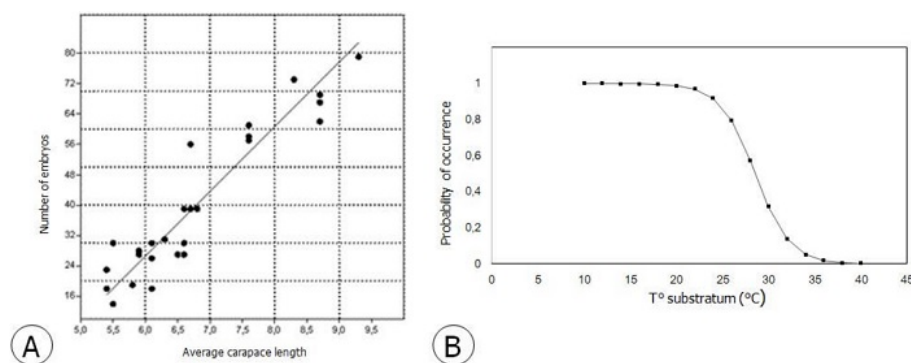 Number of embryos
80
72
64
56
48
40
32
24
16
5,0 5,5 6,0 6,5 7,0 7,5 8,0 8,5 9,0 9,5
Average carapace length
A
Probability of occurrence
1,2
1
0,8
0,6
0,4
0,2
0
0 5 10 15 20 25 30 35 40 45
T° substratum (°C)
B